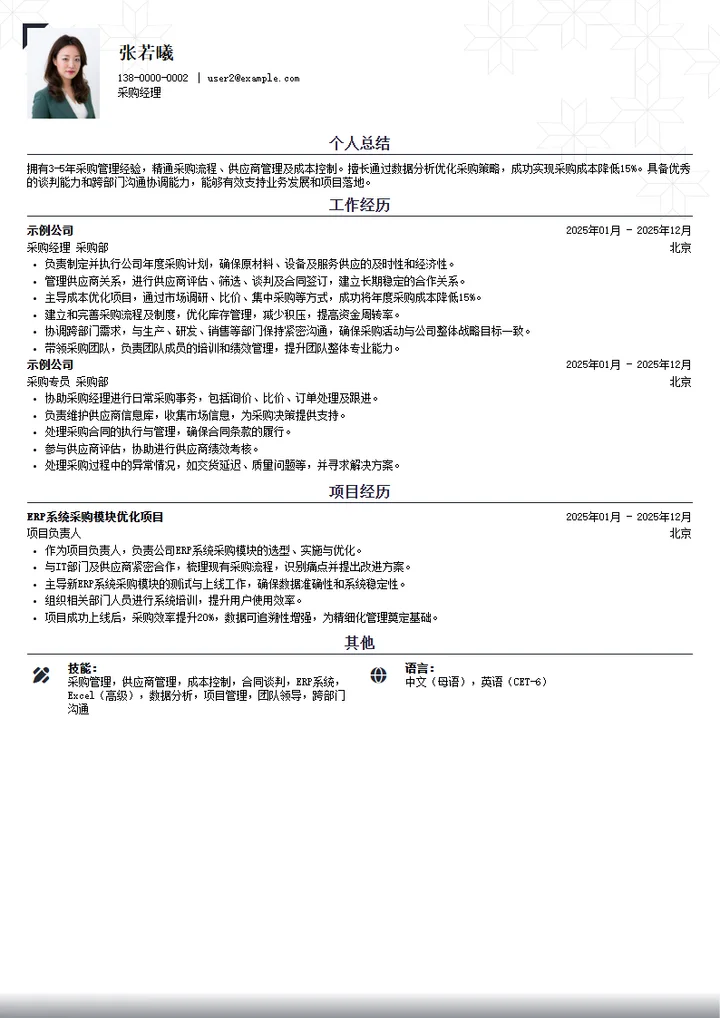 张若曦
138-0000-0002 | user2@example.com
采购经理
个人总结
拥有3-5年采购管理经验，精通采购流程、供应商管理及成本控制。擅长通过数据分析优化采购策略，成功实现采购成本降低15%。具备优秀
的谈判能力和跨部门沟通协调能力，能够有效支持业务发展和项目落地。
工作经历
示例公司 2025年01月 - 2025年12月
采购经理 采购部 北京
• 负责制定并执行公司年度采购计划，确保原材料、设备及服务供应的及时性和经济性。
• 管理供应商关系，进行供应商评估、筛选、谈判及合同签订，建立长期稳定的合作关系。
• 主导成本优化项目，通过市场调研、比价、集中采购等方式，成功将年度采购成本降低15%。
• 建立和完善采购流程及制度，优化库存管理，减少积压，提高资金周转率。
• 协调跨部门需求，与生产、研发、销售等部门保持紧密沟通，确保采购活动与公司整体战略目标一致。
• 带领采购团队，负责团队成员的培训和绩效管理，提升团队整体专业能力。
示例公司 2025年01月 - 2025年12月
采购专员 采购部 北京
• 协助采购经理进行日常采购事务，包括询价、比价、订单处理及跟进。
• 负责维护供应商信息库，收集市场信息，为采购决策提供支持。
• 处理采购合同的执行与管理，确保合同条款的履行。
• 参与供应商评估，协助进行供应商绩效考核。
• 处理采购过程中的异常情况，如交货延迟、质量问题等，并寻求解决方案。
项目经历
ERP系统采购模块优化项目 2025年01月 - 2025年12月
项目负责人 北京
• 作为项目负责人，负责公司ERP系统采购模块的选型、实施与优化。
• 与IT部门及供应商紧密合作，梳理现有采购流程，识别痛点并提出改进方案。
• 主导新ERP系统采购模块的测试与上线工作，确保数据准确性和系统稳定性。
• 组织相关部门人员进行系统培训，提升用户使用效率。
• 项目成功上线后，采购效率提升20%，数据可追溯性增强，为精细化管理奠定基础。
其他
技能：
采购管理，供应商管理，成本控制，合同谈判，ERP系统，
Excel（高级），数据分析，项目管理，团队领导，跨部门
沟通
语言：
中文（母语），英语（CET-6）